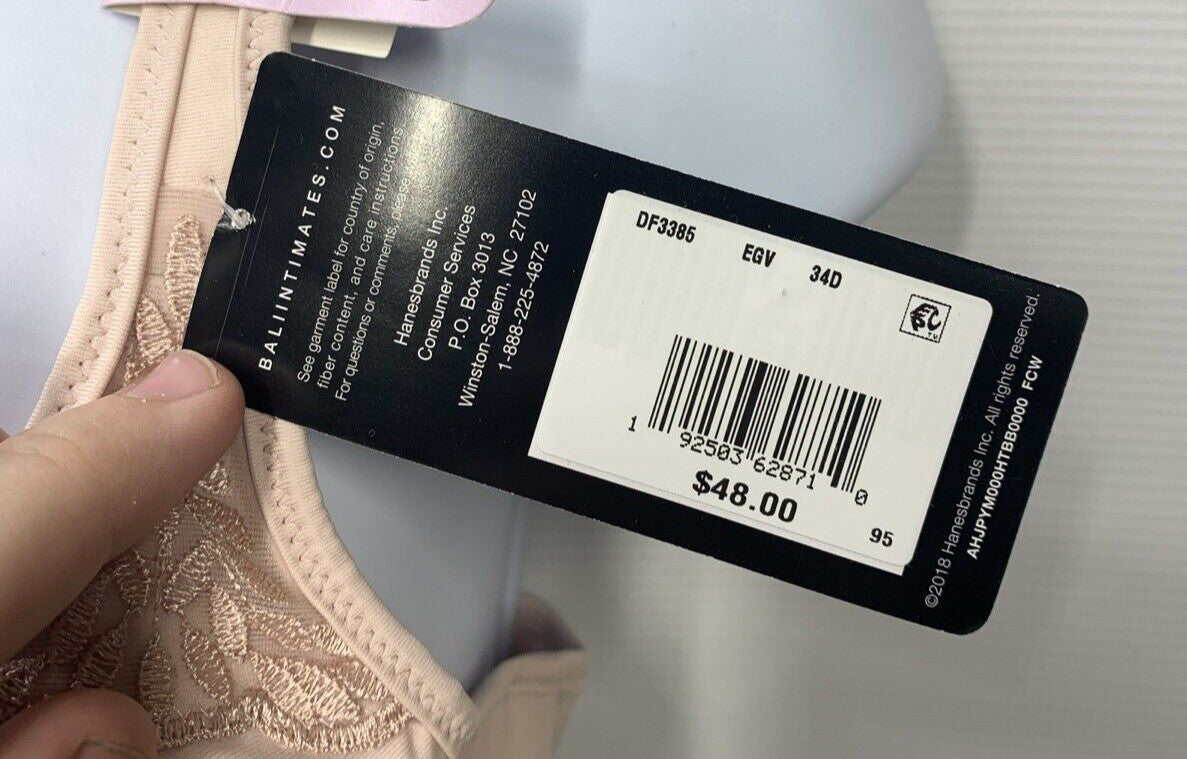 BALIINTIMATES.COM
See garment label for country of origin,
fiber content, and care instructions.
For questions or comments, please
Hanesbrands Inc.
Consumer Services
P.O. Box 3013
Winston-Salem, NC 27102
1-888-225-4872
DF3385 EGV 34D
1 92503 62871 0
$48.00
95
©2018 Hanesbrands Inc. All rights reserved.
AHJPYM000HTBB0000 FCW